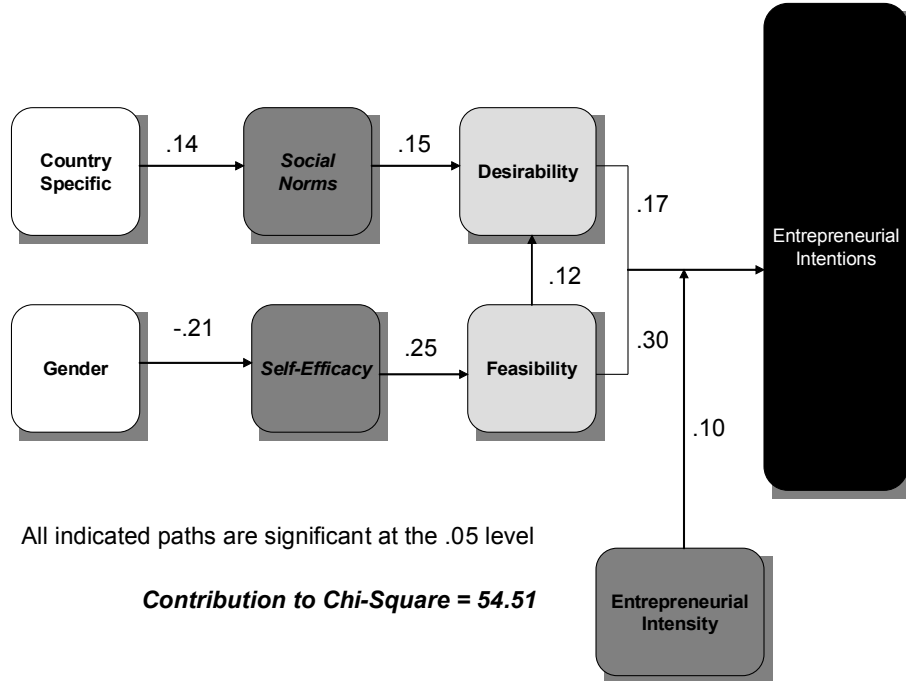 Country
Specific
.14
Social
Norms
.15
Desirability
.17
Entrepreneurial
Intentions
.12
Gender
-.21
Self-Efficacy
.25
Feasibility
.30
.10
All indicated paths are significant at the .05 level
Contribution to Chi-Square = 54.51
Entrepreneurial
Intensity